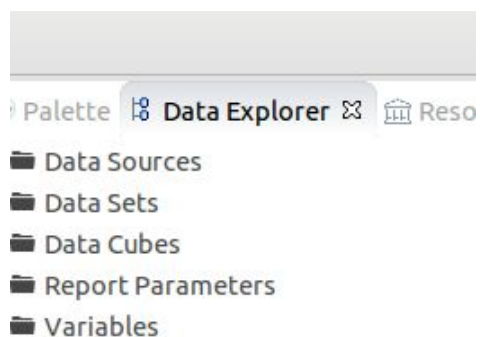 Palette Data Explorer Reso
Data Sources
Data Sets
Data Cubes
Report Parameters
Variables